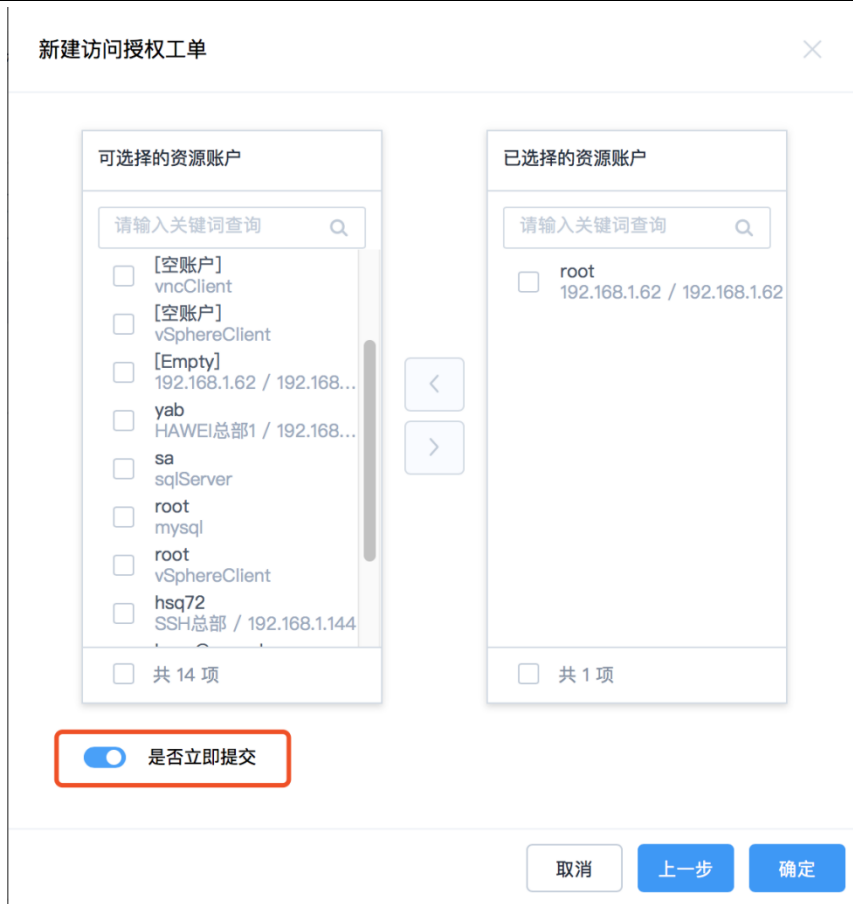 新建访问授权工单
可选择的资源账户
请输入关键词查询
[空账户]
vncClient
[空账户]
vSphereClient
[Empty]
192.168.1.62 / 192.168...
yab
HAWEI总部1 / 192.168...
sa
sqlServer
root
mysql
root
vSphereClient
hsq72
SSH总部 / 192.168.1.144
共 14 项
已选择的资源账户
请输入关键词查询
root
192.168.1.62 / 192.168.1.62
共 1 项
是否立即提交
取消
上一步
确定